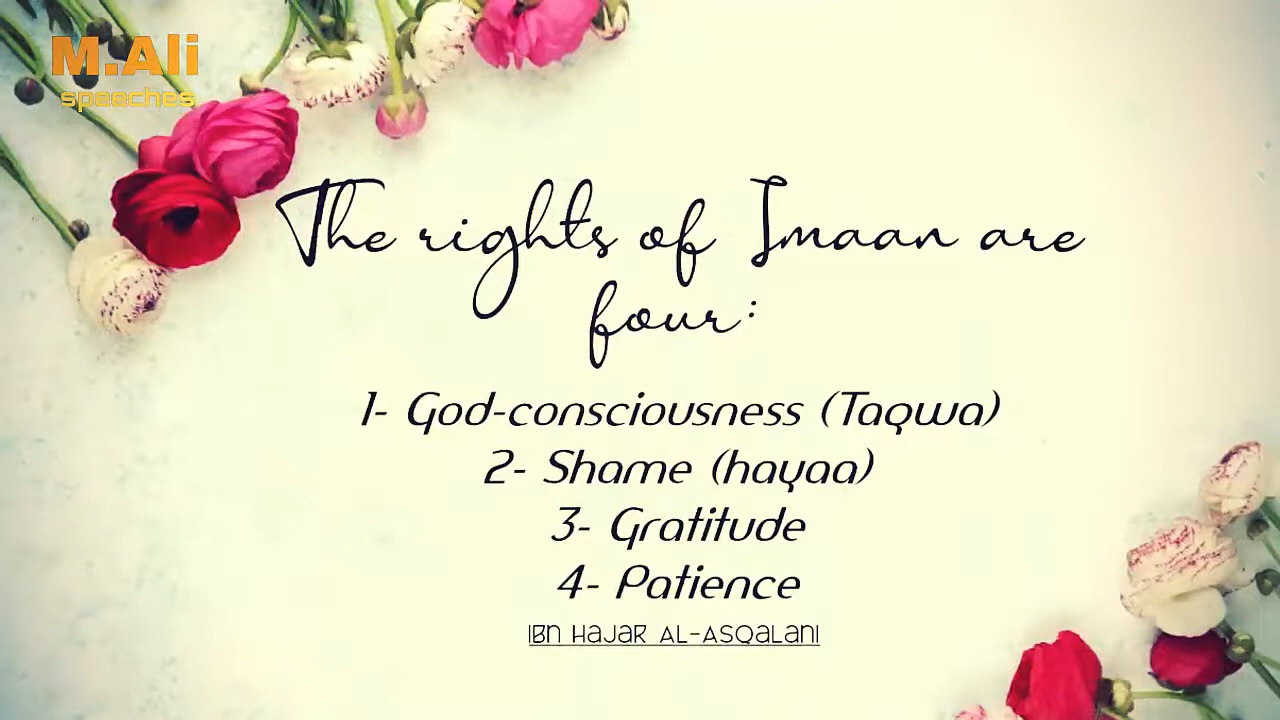 M.Ali
speeches
The rights of Imaan are
four:
1- God-consciousness (Taqwa)
2- Shame (hayaa)
3- Gratitude
4- Patience
IBN HAJAR AL-ASQALANI